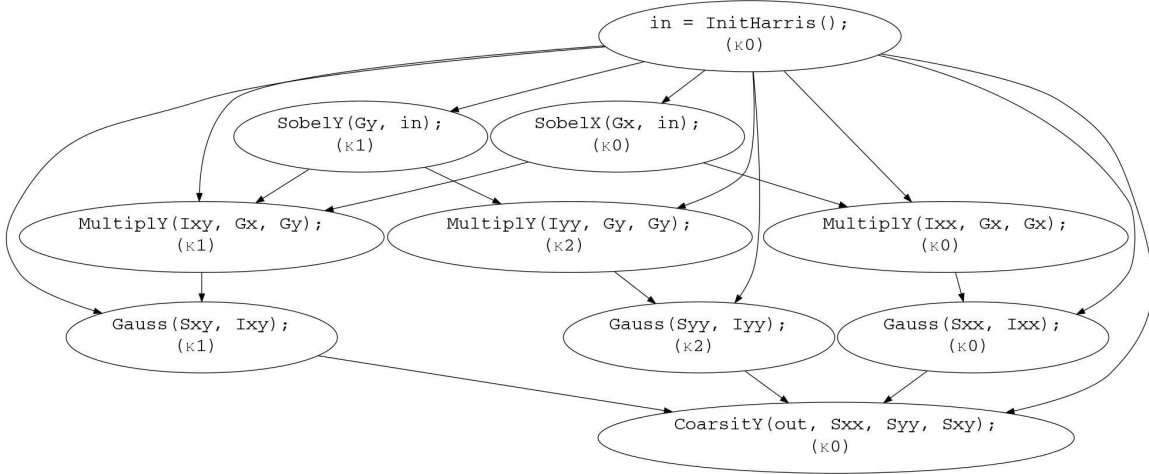 in = InitHarris();
(κ0)
SobelY(Gy, in);
(κ1)
SobelX(Gx, in);
(κ0)
MultiplY(Ixy, Gx, Gy);
(κ1)
MultiplY(Iyy, Gy, Gy);
(κ2)
MultiplY(Ixx, Gx, Gx);
(κ0)
Gauss(Sxy, Ixy);
(κ1)
Gauss(Syy, Iyy);
(κ2)
Gauss(Sxx, Ixx);
(κ0)
CoarsitY(out, Sxx, Syy, Sxy);
(κ0)